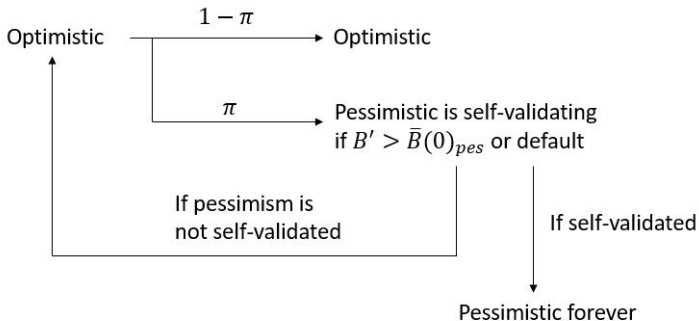 1 − π
Optimistic
Optimistic
π
Pessimistic is self-validating
if B′ > B̄(0)ₚₑₛ or default
If pessimism is
not self-validated
If self-validated
Pessimistic forever